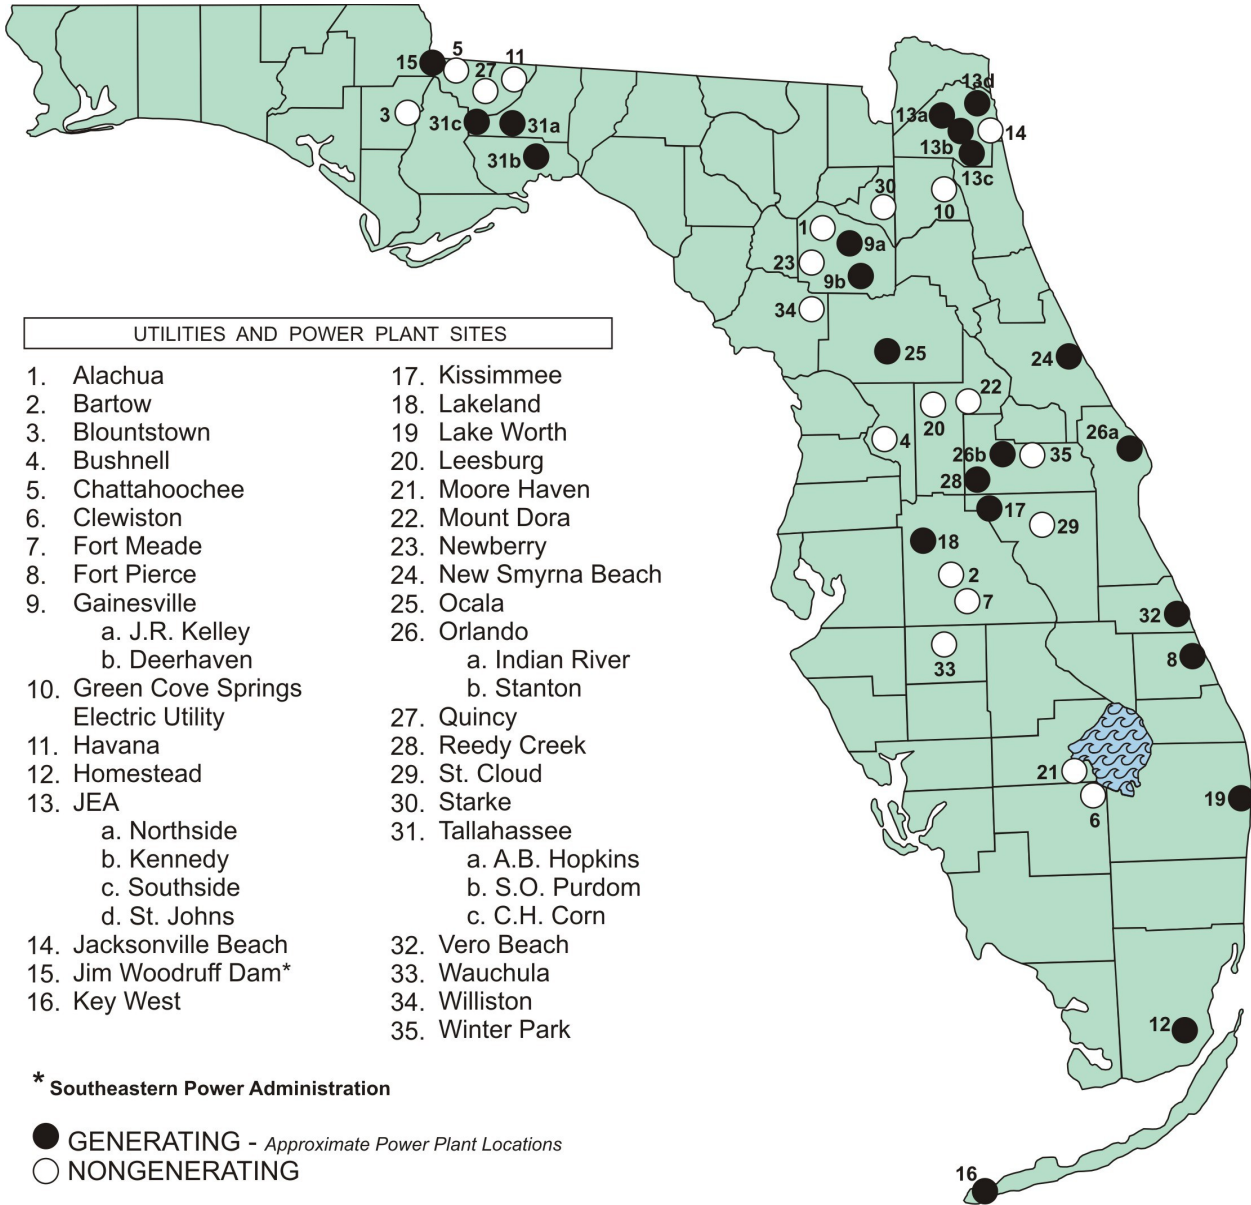 UTILITIES AND POWER PLANT SITES
1. Alachua
2. Bartow
3. Blountstown
4. Bushnell
5. Chattahoochee
6. Clewiston
7. Fort Meade
8. Fort Pierce
9. Gainesville
a. J.R. Kelley
b. Deerhaven
10. Green Cove Springs
Electric Utility
11. Havana
12. Homestead
13. JEA
a. Northside
b. Kennedy
c. Southside
d. St. Johns
14. Jacksonville Beach
15. Jim Woodruff Dam*
16. Key West
17. Kissimmee
18. Lakeland
19 Lake Worth
20. Leesburg
21. Moore Haven
22. Mount Dora
23. Newberry
24. New Smyrna Beach
25. Ocala
26. Orlando
a. Indian River
b. Stanton
27. Quincy
28. Reedy Creek
29. St. Cloud
30. Starke
31. Tallahassee
a. A.B. Hopkins
b. S.O. Purdom
c. C.H. Corn
32. Vero Beach
33. Wauchula
34. Williston
35. Winter Park
* Southeastern Power Administration
GENERATING - Approximate Power Plant Locations
NONGENERATING
15
5
11
27
3
31c
31a
31b
13d
13a
14
13b
13c
30
10
1
9a
23
9b
34
25
24
22
20
4
26a
26b
35
28
17
29
18
2
7
32
33
8
21
6
19
12
16